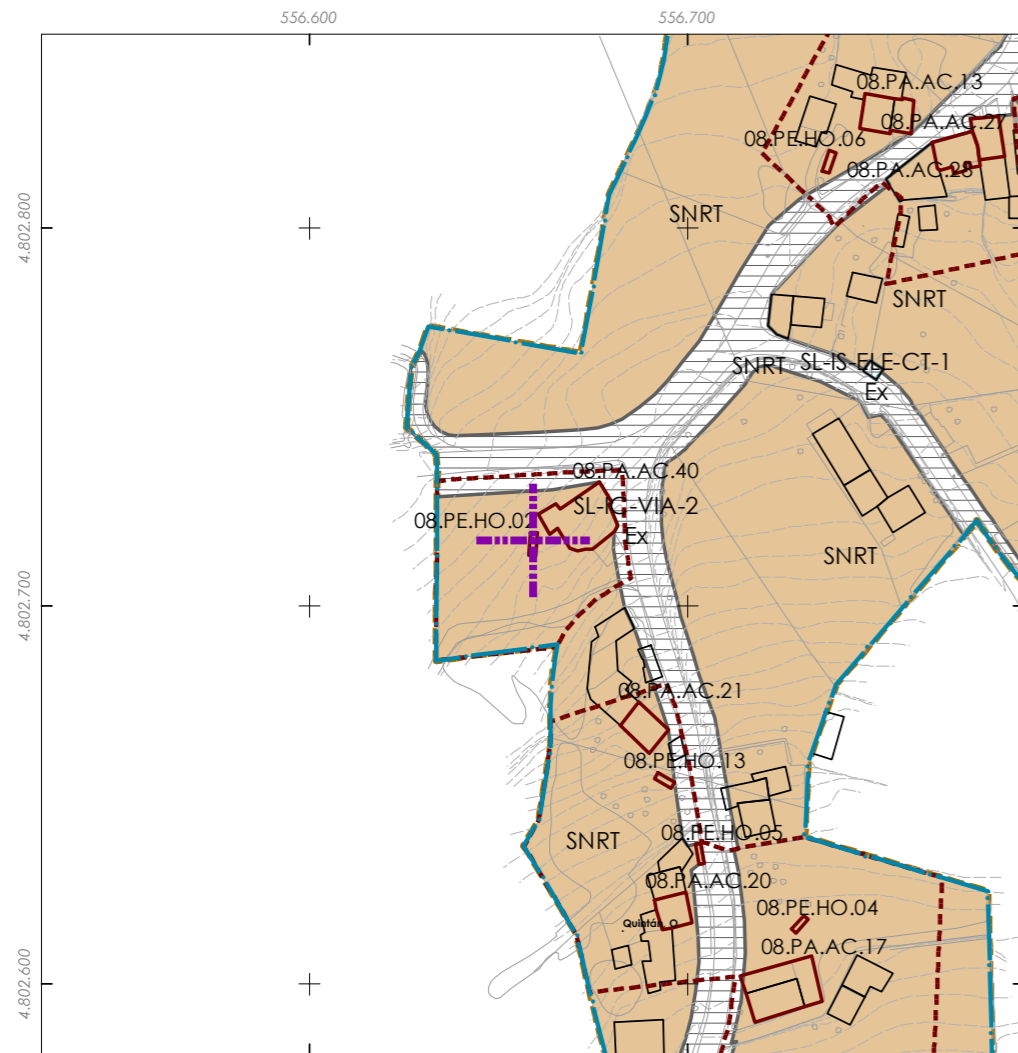 556.600
556.700
08.PA.AC.13
08.PA.AC.27
08.PE.HO.06
08.PA.AC.28
4.802.800
SNRT
SNRT
SNRT
SL-IS-ELE-CT-1
Ex
08.PA.AC.40
SL-IC-VIA-2
08.PE.HO.02
Ex
SNRT
4.802.700
08.PA.AC.21
08.PE.HO.13
08.PE.HO.05
SNRT
08.PA.AC.20
08.PE.HO.04
Quintán
08.PA.AC.17
4.802.600